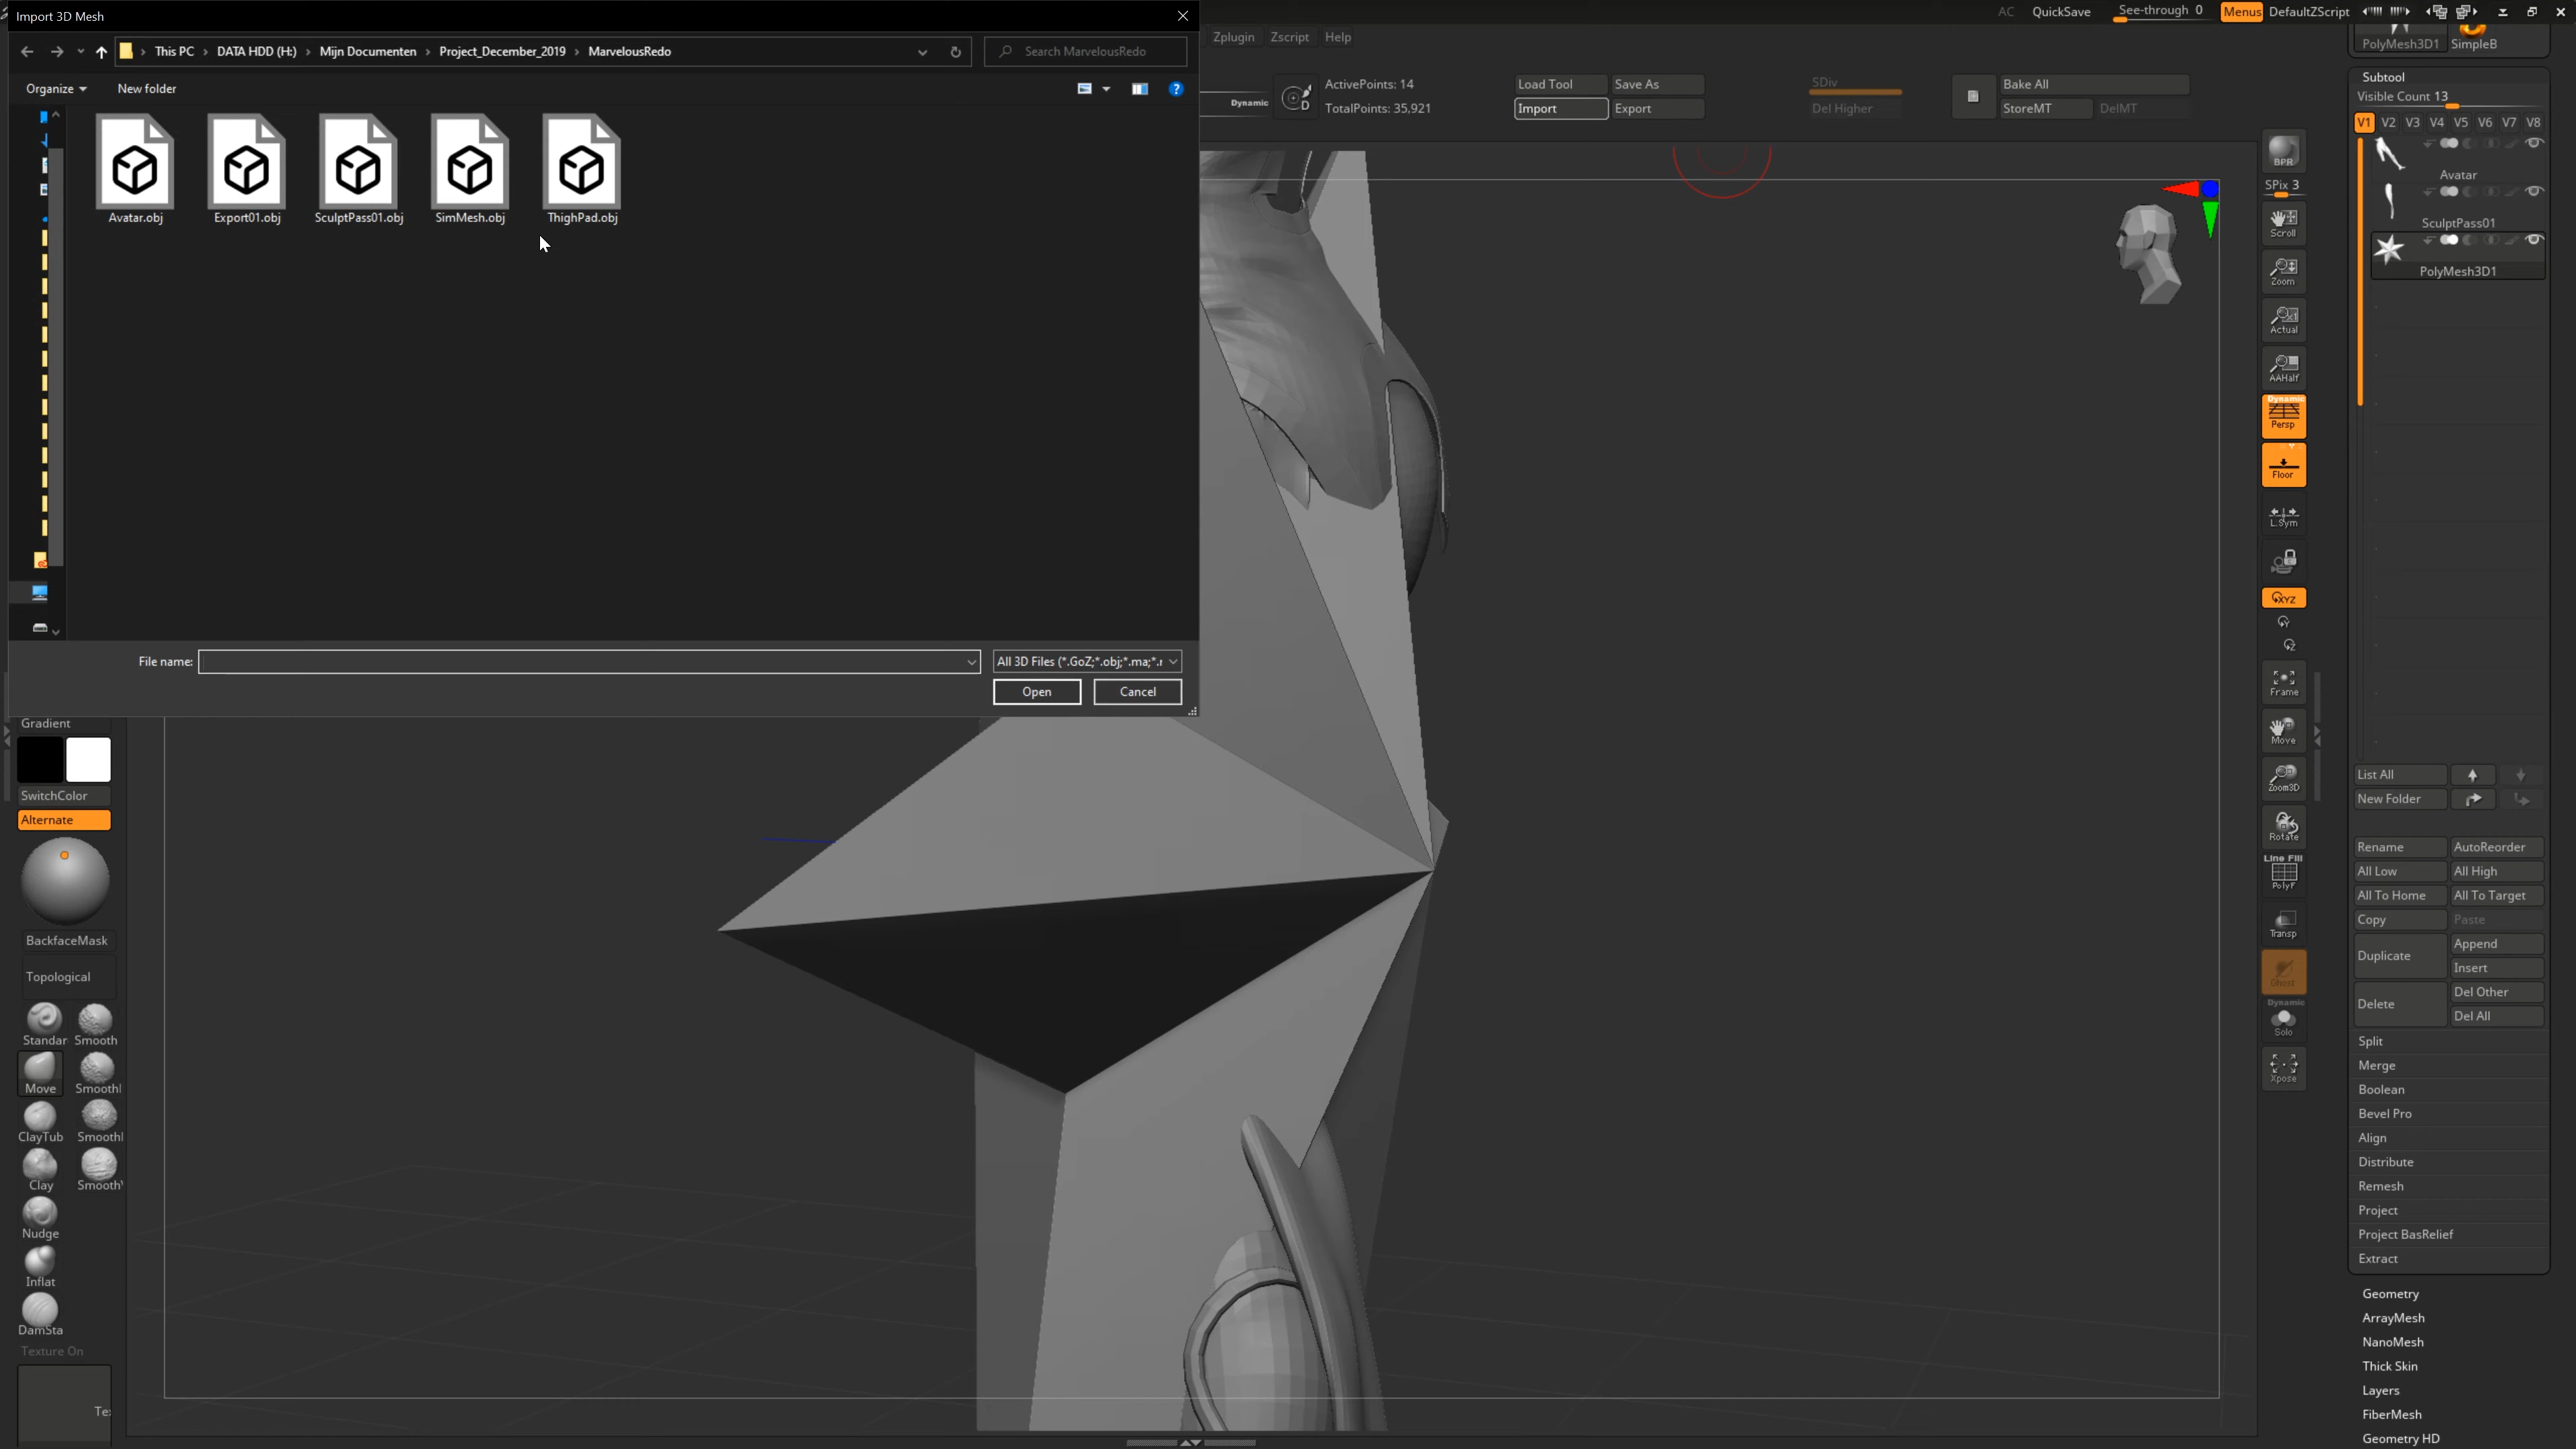 Import 3D Mesh
AC QuickSave See-through 0 Menus DefaultZScript
This PC › DATA HDD (H:) › Mijn Documenten › Project_December_2019 › MarvelousRedo
Search MarvelousRedo
Zplugin Zscript Help
PolyMesh3D1 SimpleB
Organize New folder
Dynamic
ActivePoints: 14
TotalPoints: 35,921
Load Tool Save As
Import Export
SDiv
Del Higher
Bake All
StoreMT DelMT
Subtool
Visible Count 13
V1 V2 V3 V4 V5 V6 V7 V8
Avatar
SculptPass01
PolyMesh3D1
Avatar.obj Export01.obj SculptPass01.obj SimMesh.obj ThighPad.obj
BPR
SPix 3
Scroll
Zoom
Actual
AAHalf
Dynamic
Persp
Floor
L.Sym
XYZ
Frame
Move
Zoom3D
Rotate
Line Fill
PolyF
Transp
Ghost
Dynamic
Solo
Xpose
File name: All 3D Files (*.GoZ;*.obj;*.ma;*.r
Open Cancel
Gradient
SwitchColor
Alternate
BackfaceMask
Topological
Standar Smooth
Move Smooth
ClayTub Smooth
Clay Smooth
Nudge
Inflat
DamSta
Texture On
Te
List All
New Folder
Rename AutoReorder
All Low All High
All To Home All To Target
Copy Paste
Duplicate Append
Insert
Delete Del Other
Del All
Split
Merge
Boolean
Bevel Pro
Align
Distribute
Remesh
Project
Project BasRelief
Extract
Geometry
ArrayMesh
NanoMesh
Thick Skin
Layers
FiberMesh
Geometry HD